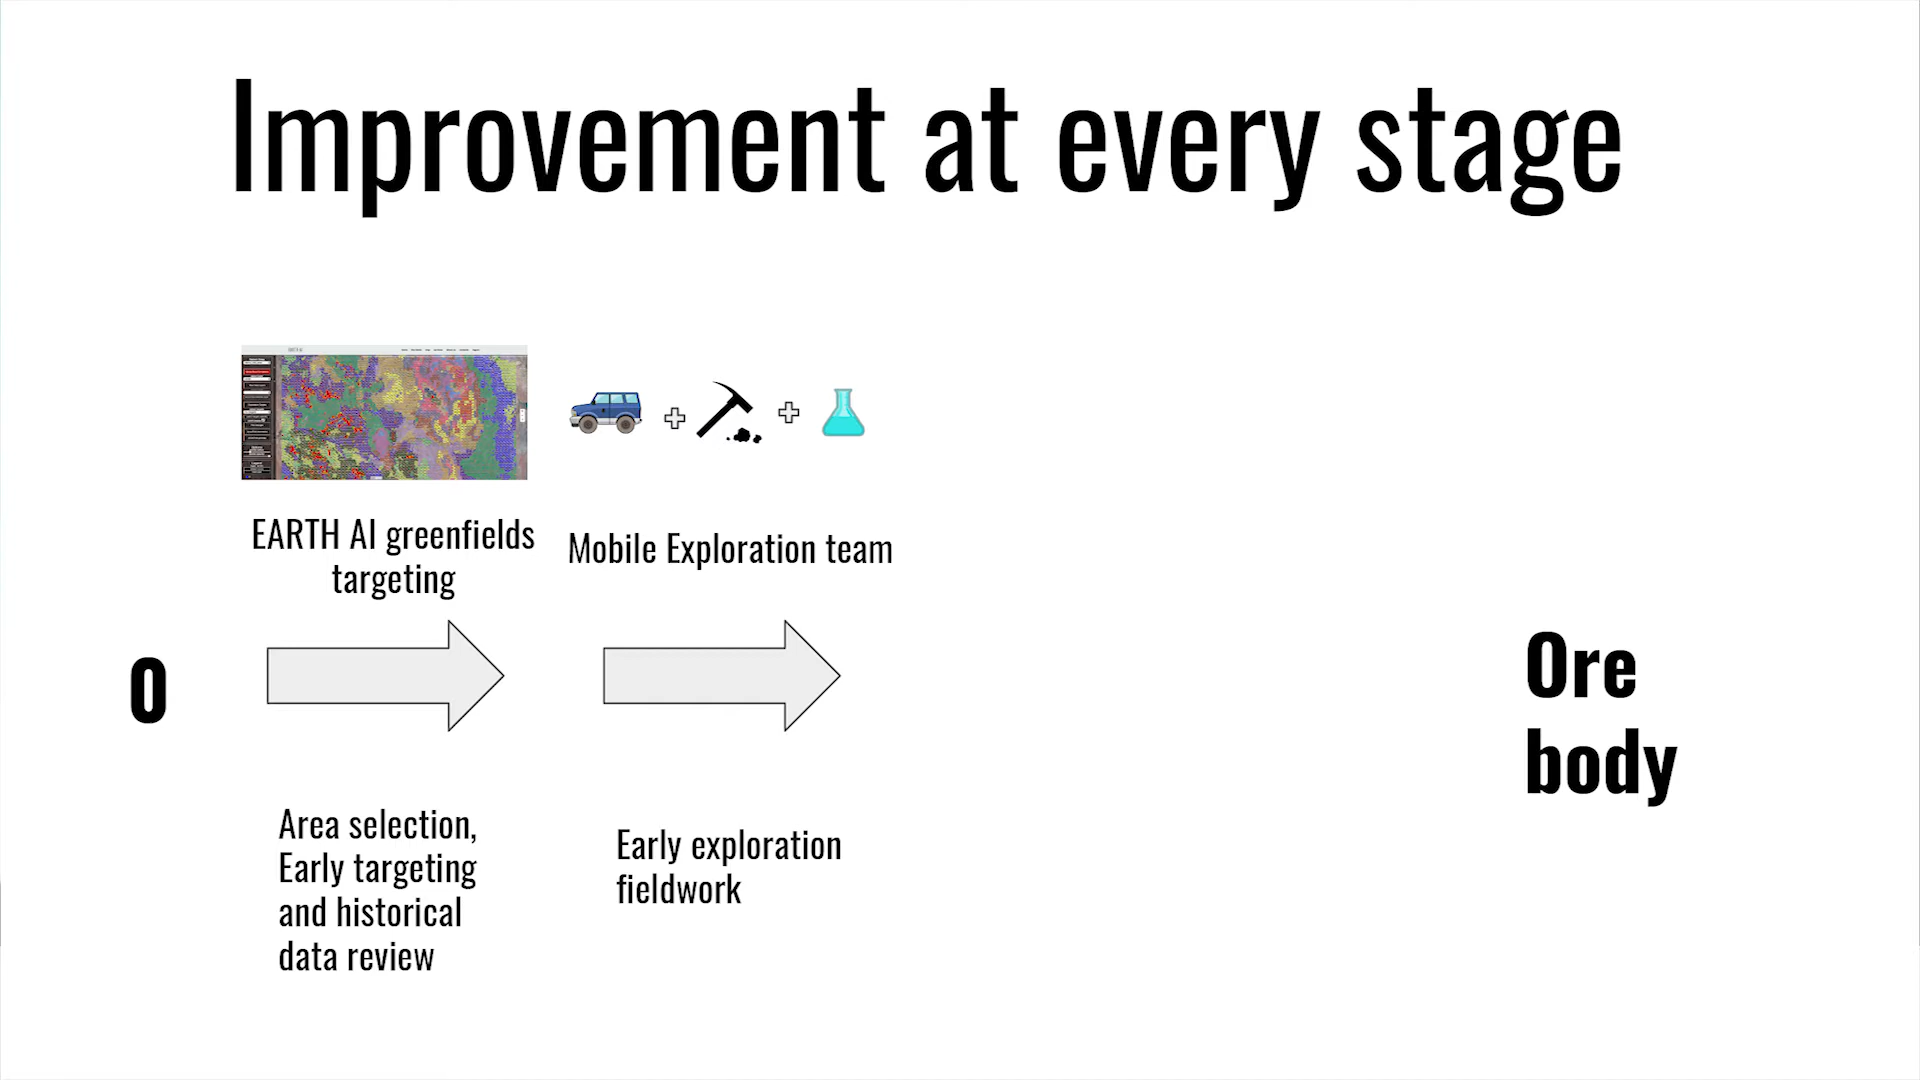 Improvement at every stage
EARTH AI greenfields
targeting
Mobile Exploration team
0
Ore
body
Area selection,
Early targeting
and historical
data review
Early exploration
fieldwork